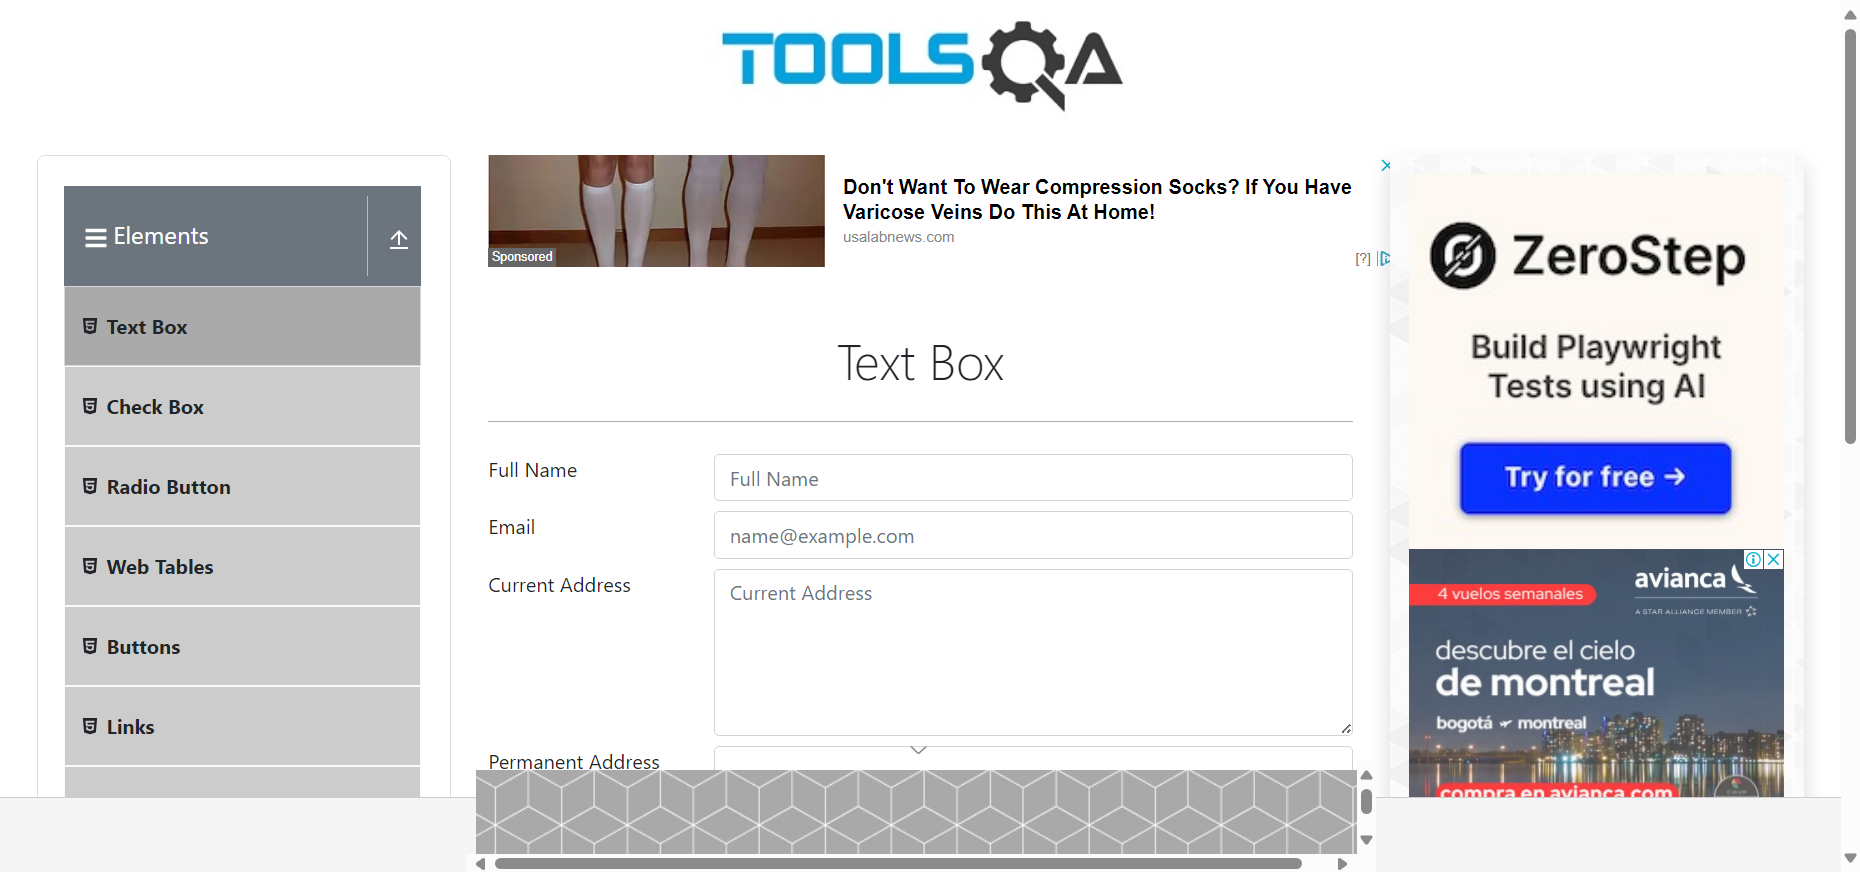 TOOLSQA
Elements
Text Box
Check Box
Radio Button
Web Tables
Buttons
Links
Sponsored
Don't Want To Wear Compression Socks? If You Have
Varicose Veins Do This At Home!
usalabnews.com
[?]
Text Box
Full Name
Full Name
Email
name@example.com
Current Address
Current Address
Permanent Address
ZeroStep
Build Playwright
Tests using AI
Try for free →
4 vuelos semanales
avianca
A STAR ALLIANCE MEMBER
descubre el cielo
de montreal
bogotá montreal
compra en avianca.com